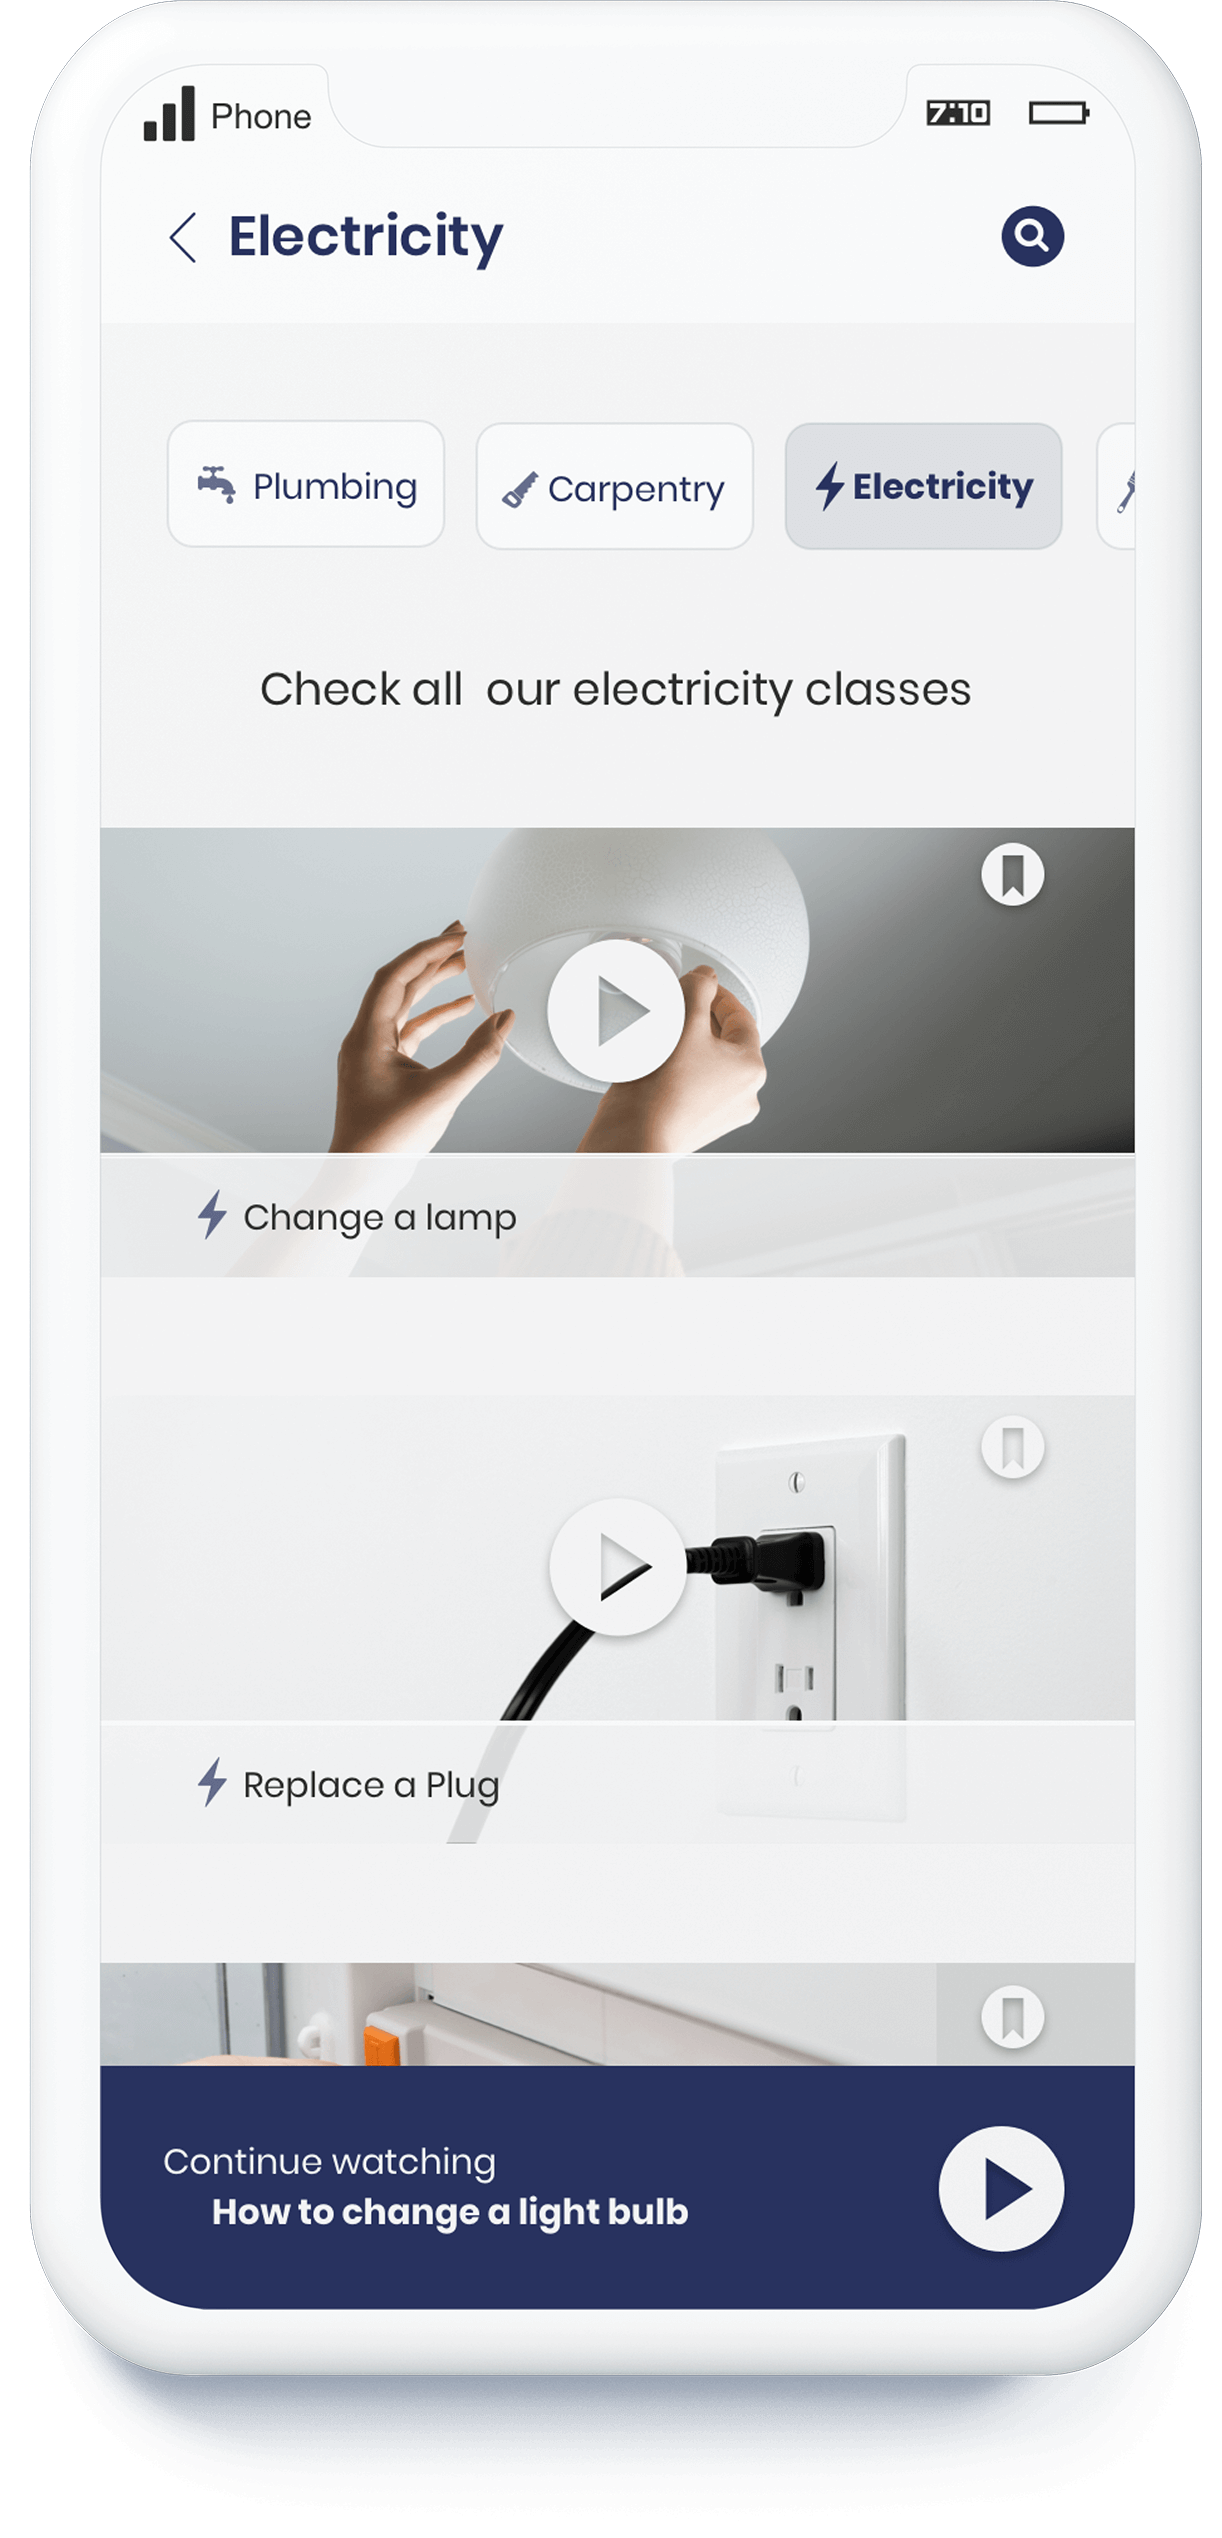 Phone 7:10
Electricity
Plumbing Carpentry Electricity
Check all  our electricity classes
Change a lamp
Replace a Plug
Continue watching
How to change a light bulb